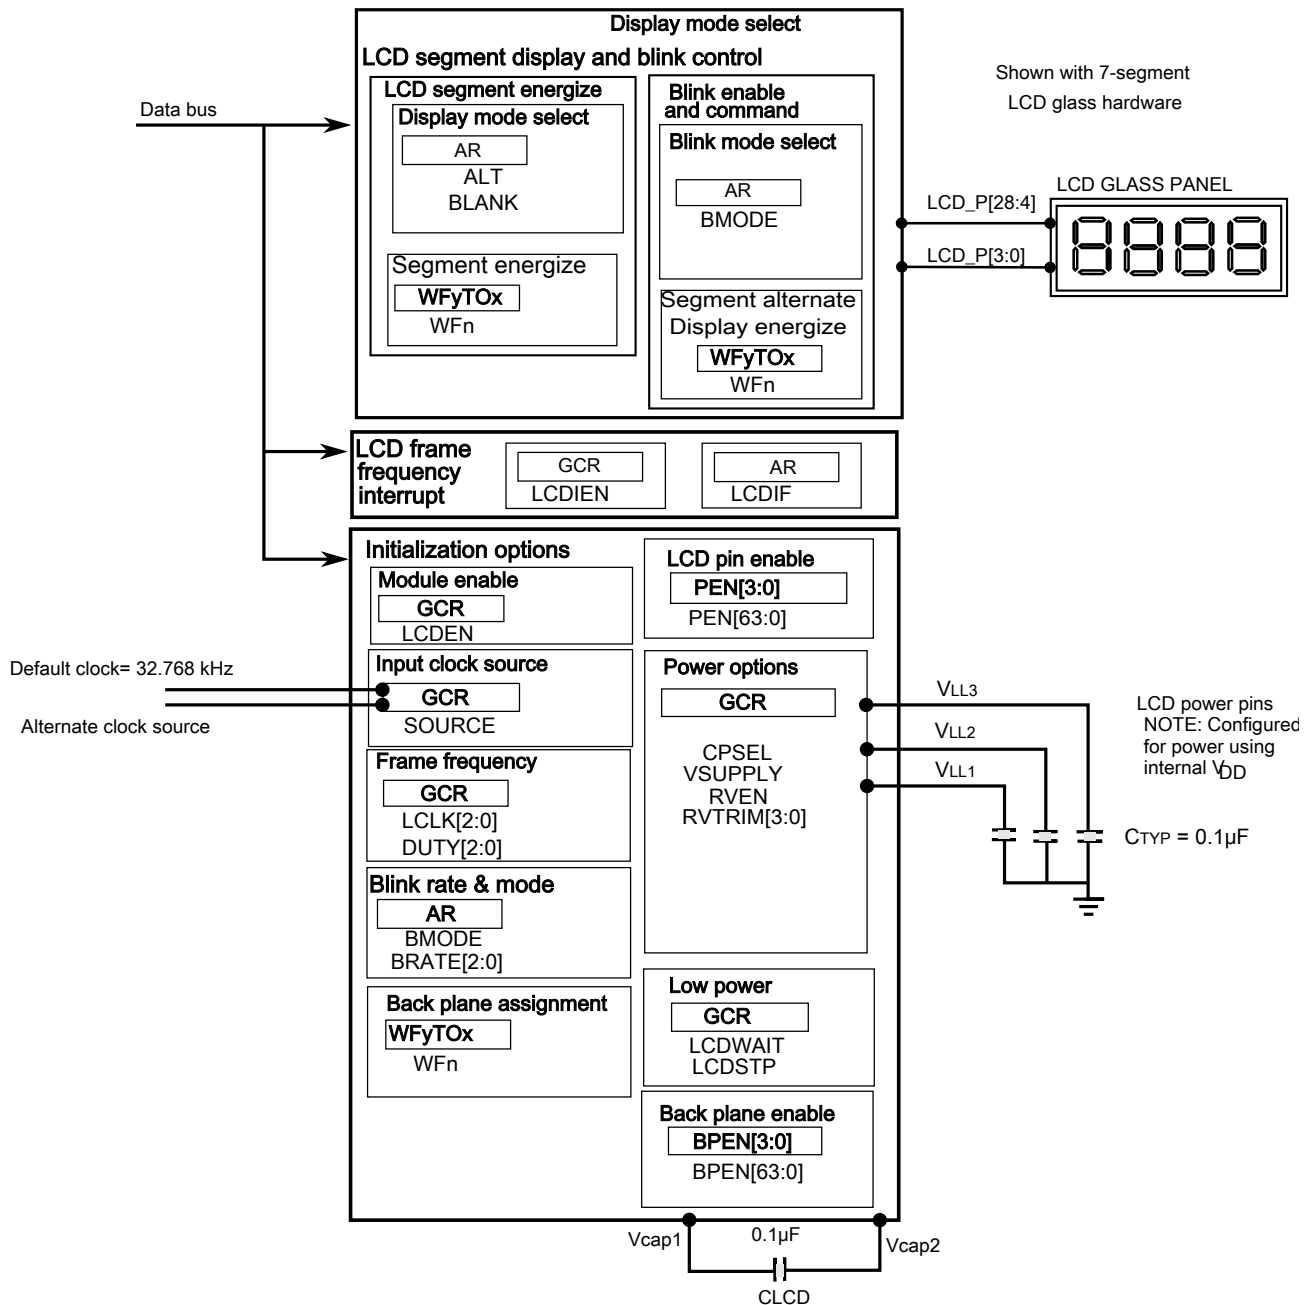 Display mode select
LCD segment display and blink control
LCD segment energize
Display mode select
AR
ALT
BLANK
Segment energize
WFyTOx
WFn
Blink enable
and command
Blink mode select
AR
BMODE
Segment alternate
Display energize
WFyTOx
WFn
Data bus
Shown with 7-segment
LCD glass hardware
LCD_P[28:4]
LCD_P[3:0]
LCD GLASS PANEL
8888
LCD frame
frequency
interrupt
GCR
LCDIEN
AR
LCDIF
Initialization options
Module enable
GCR
LCDEN
Default clock= 32.768 kHz
Alternate clock source
Input clock source
GCR
SOURCE
Frame frequency
GCR
LCLK[2:0]
DUTY[2:0]
Blink rate & mode
AR
BMODE
BRATE[2:0]
Back plane assignment
WFyTOx
WFn
LCD pin enable
PEN[3:0]
PEN[63:0]
Power options
GCR
CPSEL
VSUPPLY
RVEN
RVTRIM[3:0]
VLL3
VLL2
VLL1
LCD power pins
NOTE: Configured
for power using
internal VDD
CTYP = 0.1µF
Low power
GCR
LCDWAIT
LCDSTP
Back plane enable
BPEN[3:0]
BPEN[63:0]
Vcap1
0.1µF
Vcap2
CLCD